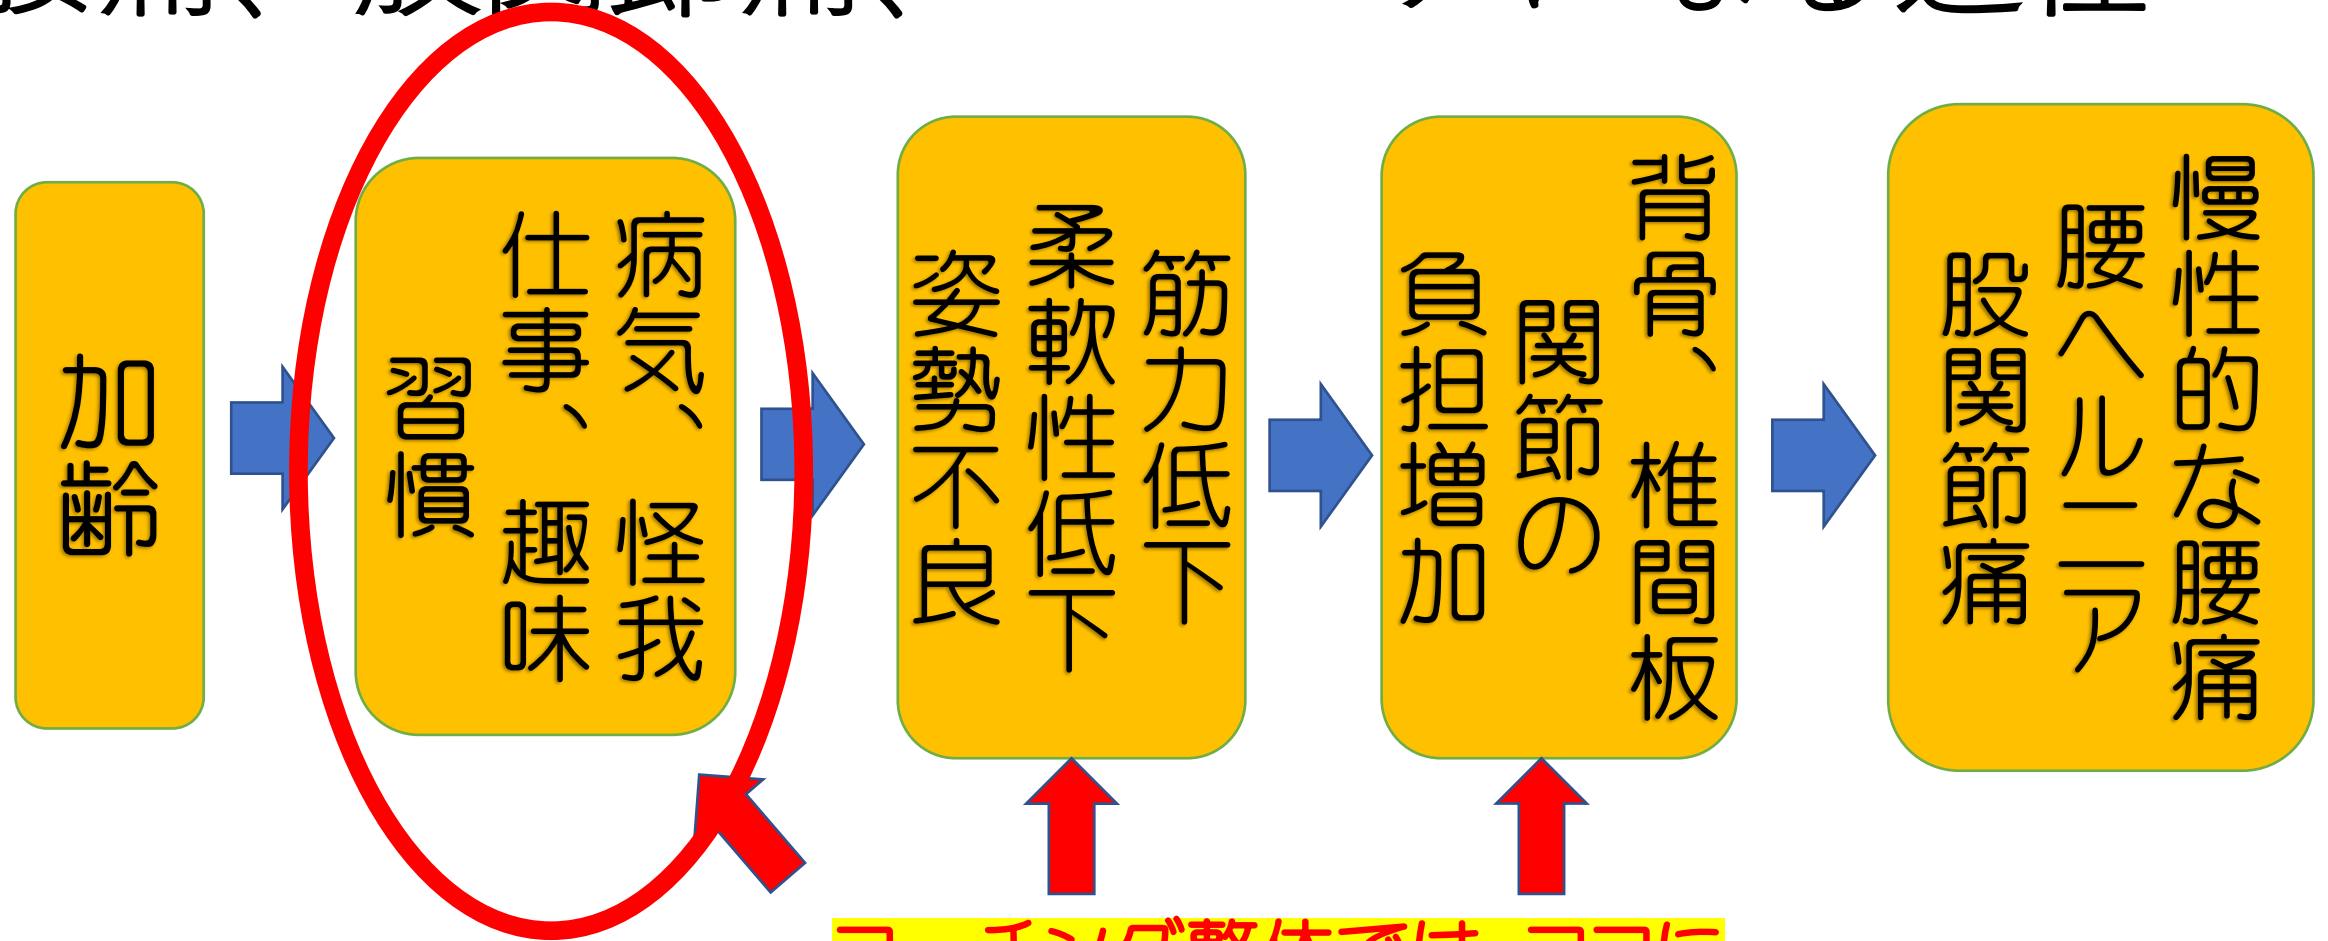 加齢
病気、怪我
仕事、趣味
習慣
筋力低下
柔軟性低下
姿勢不良
背骨、椎間板
関節の
負担増加
慢性的な腰痛
腰ヘルニア
股関節痛